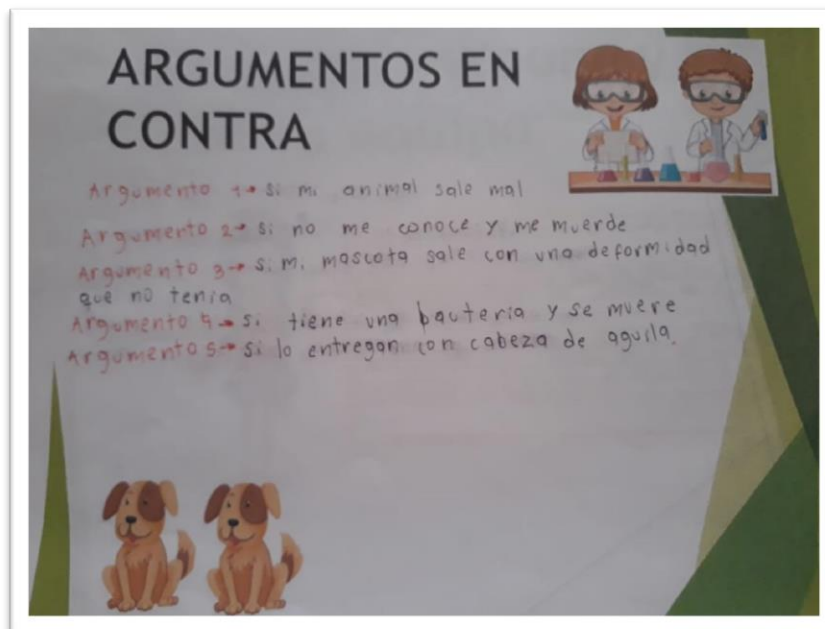 ARGUMENTOS EN
CONTRA
Argumento 1→ si mi animal sale mal
Argumento 2→ si no me conoce y me muerde
Argumento 3→ si mi mascota sale con una deformidad
que no tenia
Argumento 4→ si tiene una bacteria y se muere
Argumento 5→ si lo entregan con cabeza de aguila.